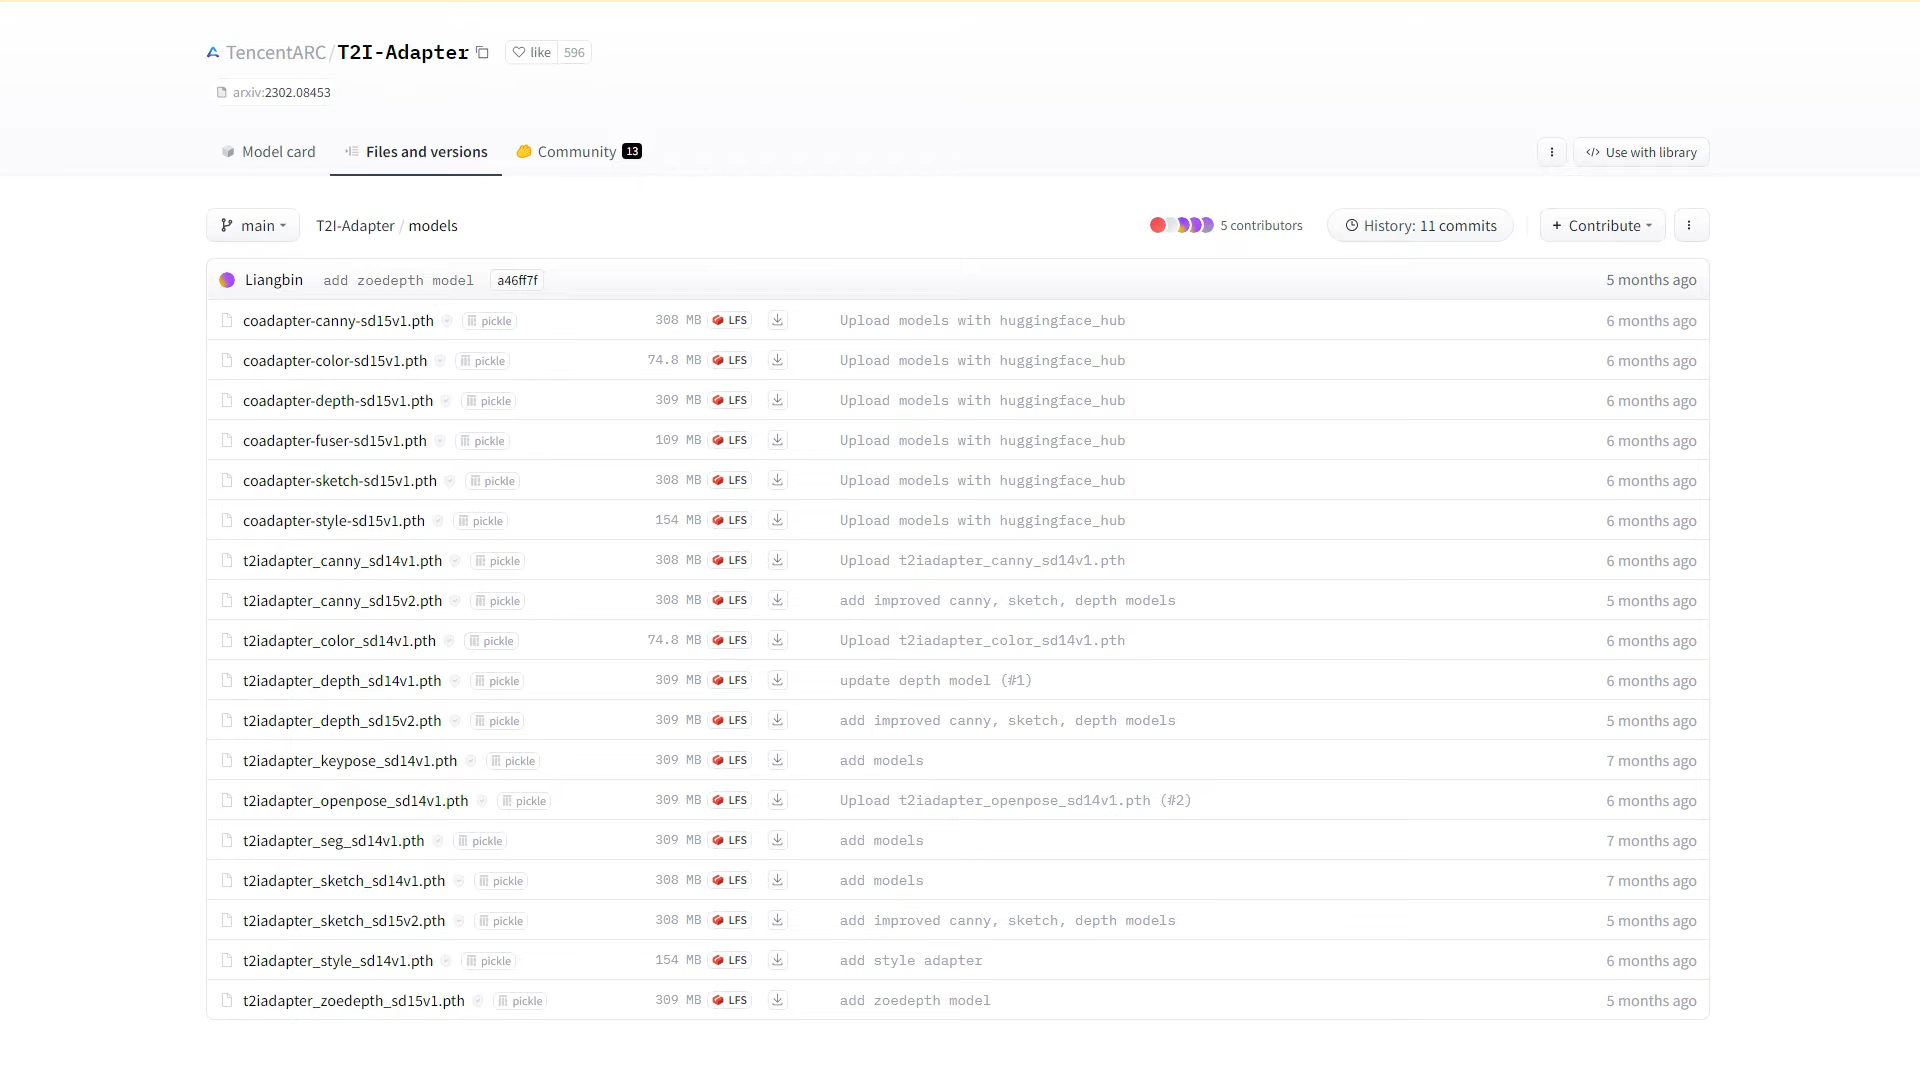 TencentARC/T2I-Adapter like 596
arxiv:2302.08453
Model card Files and versions Community 13 Use with library
main T2I-Adapter / models 5 contributors History: 11 commits + Contribute
Liangbin add zoedepth model a46ff7f 5 months ago
coadapter-canny-sd15v1.pth pickle 308 MB LFS Upload models with huggingface_hub 6 months ago
coadapter-color-sd15v1.pth pickle 74.8 MB LFS Upload models with huggingface_hub 6 months ago
coadapter-depth-sd15v1.pth pickle 309 MB LFS Upload models with huggingface_hub 6 months ago
coadapter-fuser-sd15v1.pth pickle 109 MB LFS Upload models with huggingface_hub 6 months ago
coadapter-sketch-sd15v1.pth pickle 308 MB LFS Upload models with huggingface_hub 6 months ago
coadapter-style-sd15v1.pth pickle 154 MB LFS Upload models with huggingface_hub 6 months ago
t2iadapter_canny_sd14v1.pth pickle 308 MB LFS Upload t2iadapter_canny_sd14v1.pth 6 months ago
t2iadapter_canny_sd15v2.pth pickle 308 MB LFS add improved canny, sketch, depth models 5 months ago
t2iadapter_color_sd14v1.pth pickle 74.8 MB LFS Upload t2iadapter_color_sd14v1.pth 6 months ago
t2iadapter_depth_sd14v1.pth pickle 309 MB LFS update depth model (#1) 6 months ago
t2iadapter_depth_sd15v2.pth pickle 309 MB LFS add improved canny, sketch, depth models 5 months ago
t2iadapter_keypose_sd14v1.pth pickle 309 MB LFS add models 7 months ago
t2iadapter_openpose_sd14v1.pth pickle 309 MB LFS Upload t2iadapter_openpose_sd14v1.pth (#2) 6 months ago
t2iadapter_seg_sd14v1.pth pickle 309 MB LFS add models 7 months ago
t2iadapter_sketch_sd14v1.pth pickle 308 MB LFS add models 7 months ago
t2iadapter_sketch_sd15v2.pth pickle 308 MB LFS add improved canny, sketch, depth models 5 months ago
t2iadapter_style_sd14v1.pth pickle 154 MB LFS add style adapter 6 months ago
t2iadapter_zoedepth_sd15v1.pth pickle 309 MB LFS add zoedepth model 5 months ago